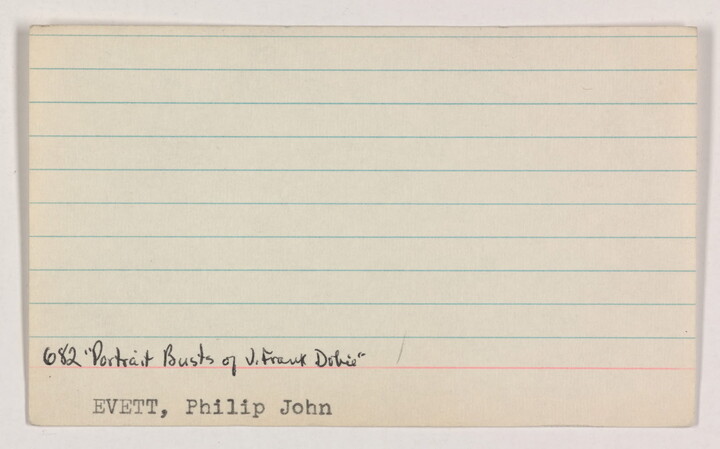 682 "Portrait Busts of J. Frank Dobie"
EVETT, Philip John